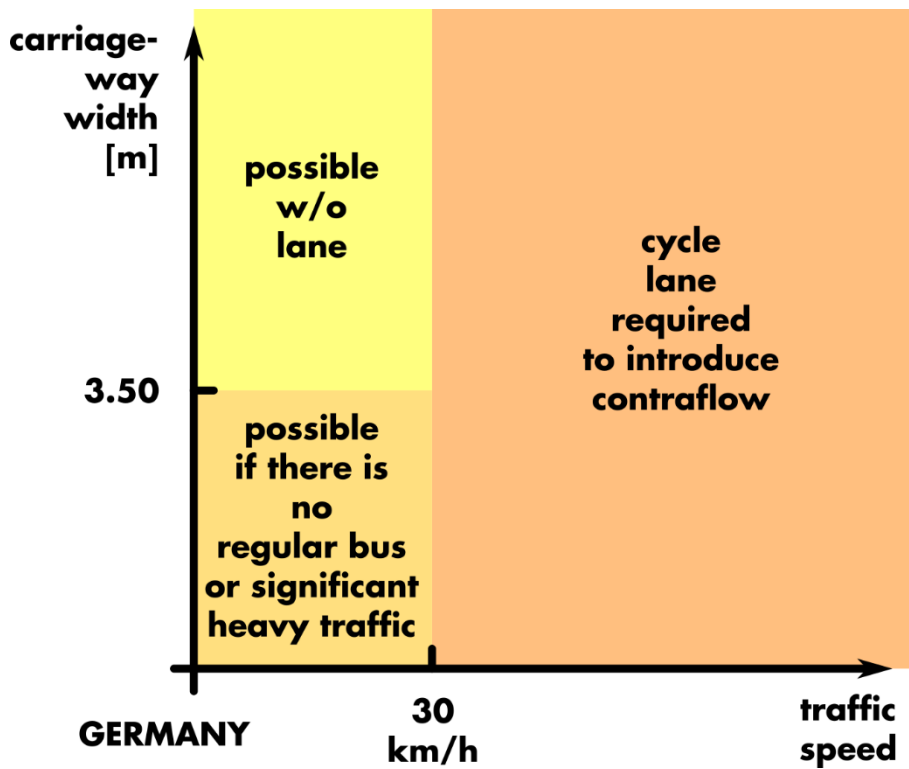 carriage-
way
width
[m]
possible
w/o
lane
cycle
lane
required
to introduce
contraflow
3.50
possible
if there is
no
regular bus
or significant
heavy traffic
GERMANY
30
km/h
traffic
speed